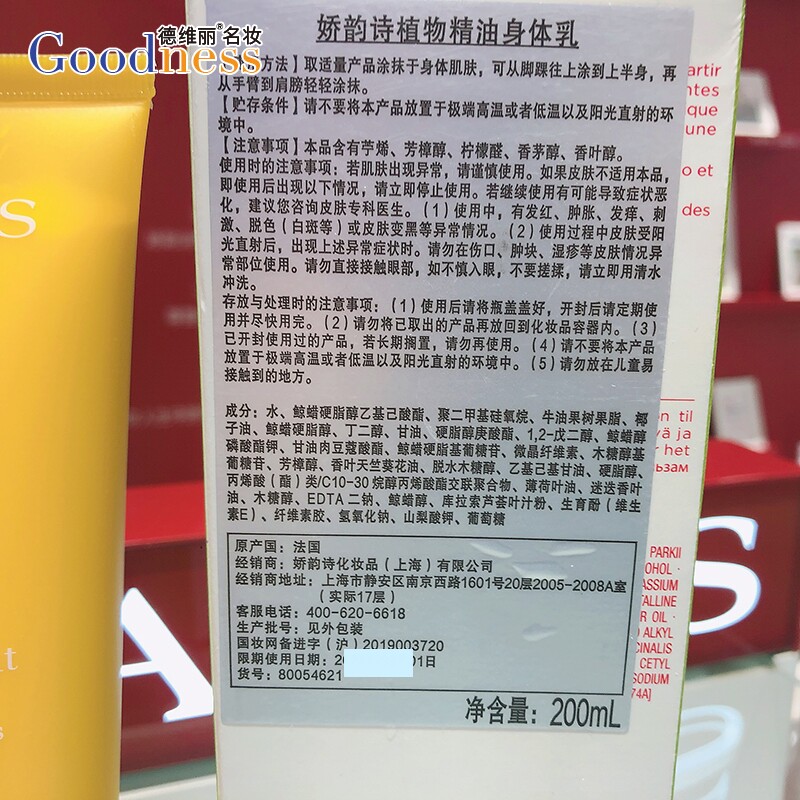 德维丽®名妆
Goodness
娇韵诗植物精油身体乳
方法】取适量产品涂抹于身体肌肤，可从脚踝往上涂到上半身，再
从手臂到肩膀轻轻涂抹。
【贮存条件】请不要将本产品放置于极端高温或者低温以及阳光直射的环
境中。
【注意事项】本品含有苧烯、芳樟醇、柠檬醛、香茅醇、香叶醇。
使用时的注意事项：若肌肤出现异常，请谨慎使用。如果皮肤不适用本品，
即使用后出现以下情况，请立即停止使用。若继续使用有可能导致症状恶
化，建议您咨询皮肤专科医生。（1）使用中，有发红、肿胀、发痒、刺
激、脱色（白斑等）或皮肤变黑等异常情况。（2）使用过程中皮肤受阳
光直射后，出现上述异常症状时。请勿在伤口、肿块、湿疹等皮肤情况异
常部位使用。请勿直接接触眼部，如不慎入眼，不要搓揉，请立即用清水
冲洗。
存放与处理时的注意事项：（1）使用后请将瓶盖盖好，开封后请定期使
用并尽快用完。（2）请勿将已取出的产品再放回到化妆品容器内。（3）
已开封使用过的产品，若长期搁置，请勿再使用。（4）请不要将本产品
放置于极端高温或者低温以及阳光直射的环境中。（5）请勿放在儿童易
接触到的地方。
成分：水、鲸蜡硬脂醇乙基己酸酯、聚二甲基硅氧烷、牛油果树果脂、椰
子油、鲸蜡硬脂醇、丁二醇、甘油、硬脂醇庚酸酯、1,2-戊二醇、鲸蜡醇
磷酸酯钾、甘油肉豆蔻酸酯、鲸蜡硬脂基葡糖苷、微晶纤维素、木糖醇基
葡糖苷、芳樟醇、香叶天竺葵花油、脱水木糖醇、乙基己基甘油、硬脂醇、
丙烯酸（酯）类/C10-30 烷醇丙烯酸酯交联聚合物、薄荷叶油、迷迭香叶
油、木糖醇、EDTA 二钠、鲸蜡醇、库拉索芦荟叶汁粉、生育酚（维生
素E）、纤维素胶、氢氧化钠、山梨酸钾、葡萄糖
原产国：法国
经销商：娇韵诗化妆品（上海）有限公司
经销商地址：上海市静安区南京西路1601号20层2005-2008A室
（实际17层）
客服电话：400-620-6618
生产批号：见外包装
国妆网备进字（沪）2019003720
限期使用日期：2 01日
货号：80054621
净含量：200mL
artir
ntes
que
une
o et
des
on til
vä ja
r het
ьзам
PARKII
OHOL ·
ASSIUM
TALLINE
R OIL ·
0 ALKYL
CINALIS
CETYL
SODIUM
74A]
S
A
S